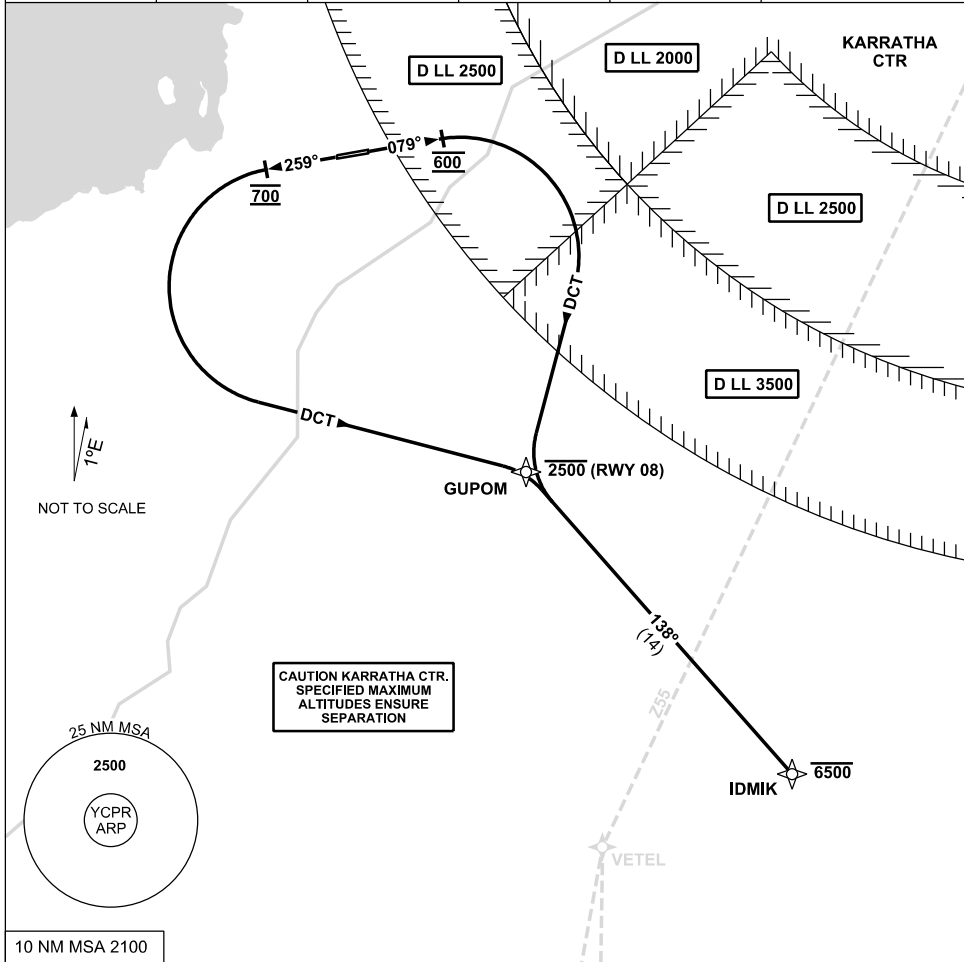 D LL 2500
D LL 2000
KARRATHA
CTR
259°
079°
600
700
D LL 2500
DCT
D LL 3500
DCT
1°E
NOT TO SCALE
2500 (RWY 08)
GUPOM
138°
(14)
CAUTION KARRATHA CTR.
SPECIFIED MAXIMUM
ALTITUDES ENSURE
SEPARATION
Z55
25 NM MSA
2500
YCPR
ARP
6500
IDMIK
VETEL
10 NM MSA 2100